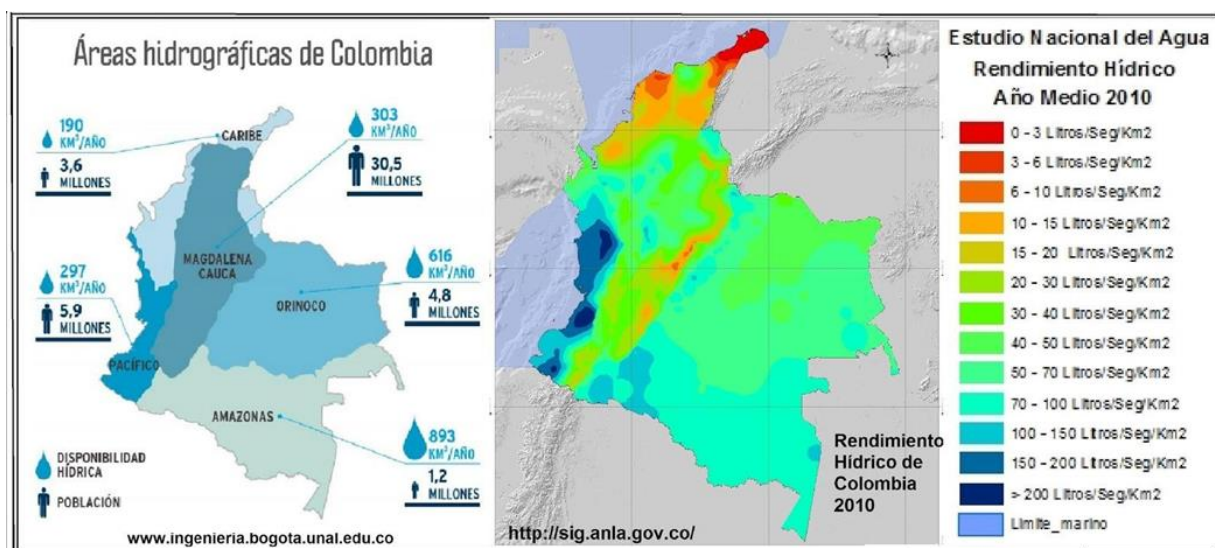 Áreas hidrográficas de Colombia
190
KM³/AÑO
3,6
MILLONES
CARIBE
303
KM³/AÑO
30,5
MILLONES
MAGDALENA
CAUCA
297
KM³/AÑO
5,9
MILLONES
PACÍFICO
616
KM³/AÑO
4,8
MILLONES
ORINOCO
AMAZONAS
893
KM³/AÑO
1,2
MILLONES
DISPONIBILIDAD
HÍDRICA
POBLACIÓN
www.ingenieria.bogota.unal.edu.co
Rendimiento
Hídrico de
Colombia
2010
http://sig.anla.gov.co/
Estudio Nacional del Agua
Rendimiento Hídrico
Año Medio 2010
0 - 3 Litros/Seg/Km2
3 - 6 Litros/Seg/Km2
6 - 10 Litros/Seg/Km2
10 - 15 Litros/Seg/Km2
15 - 20 Litros/Seg/Km2
20 - 30 Litros/Seg/Km2
30 - 40 Litros/Seg/Km2
40 - 50 Litros/Seg/Km2
50 - 70 Litros/Seg/Km2
70 - 100 Litros/Seg/Km2
100 - 150 Litros/Seg/Km2
150 - 200 Litros/Seg/Km2
> 200 Litros/Seg/Km2
Limite_marino